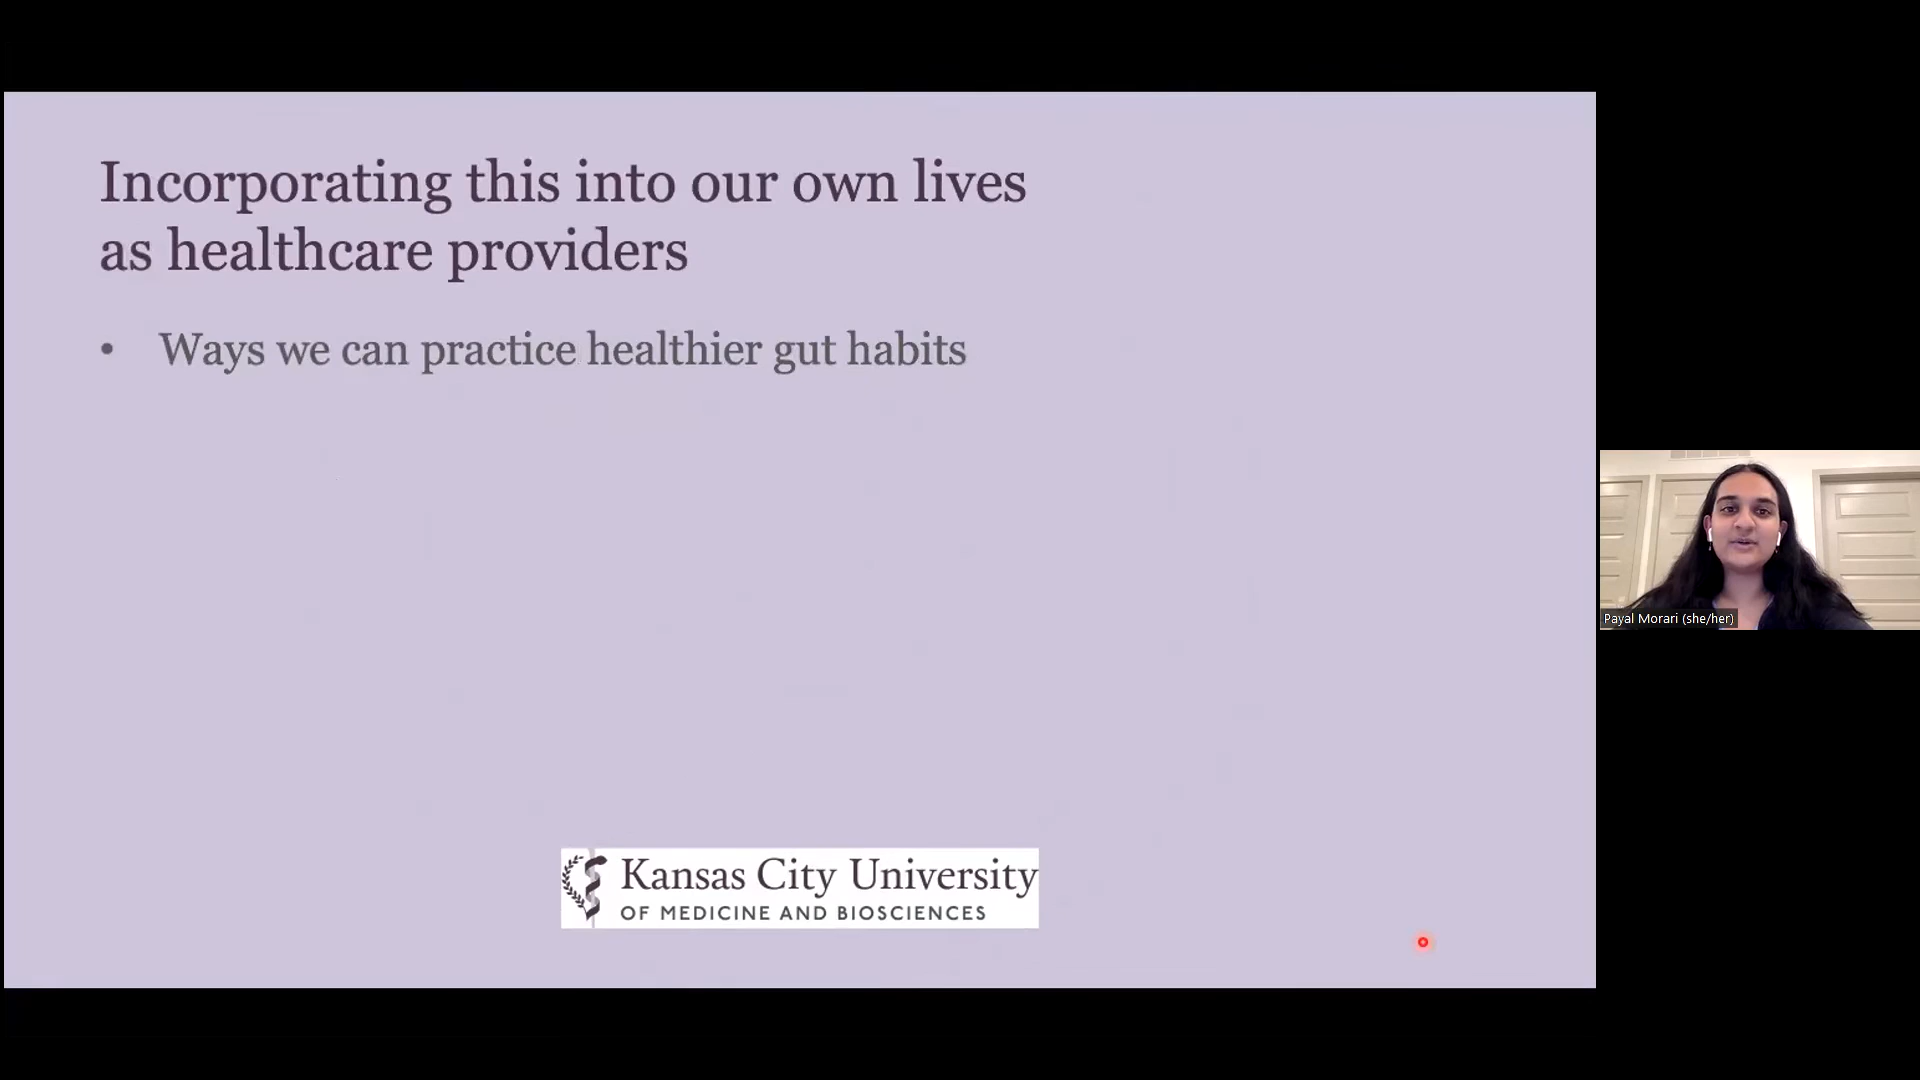 Incorporating this into our own lives
as healthcare providers
• Ways we can practice healthier gut habits
Kansas City University
OF MEDICINE AND BIOSCIENCES
Payal Morari (she/her)